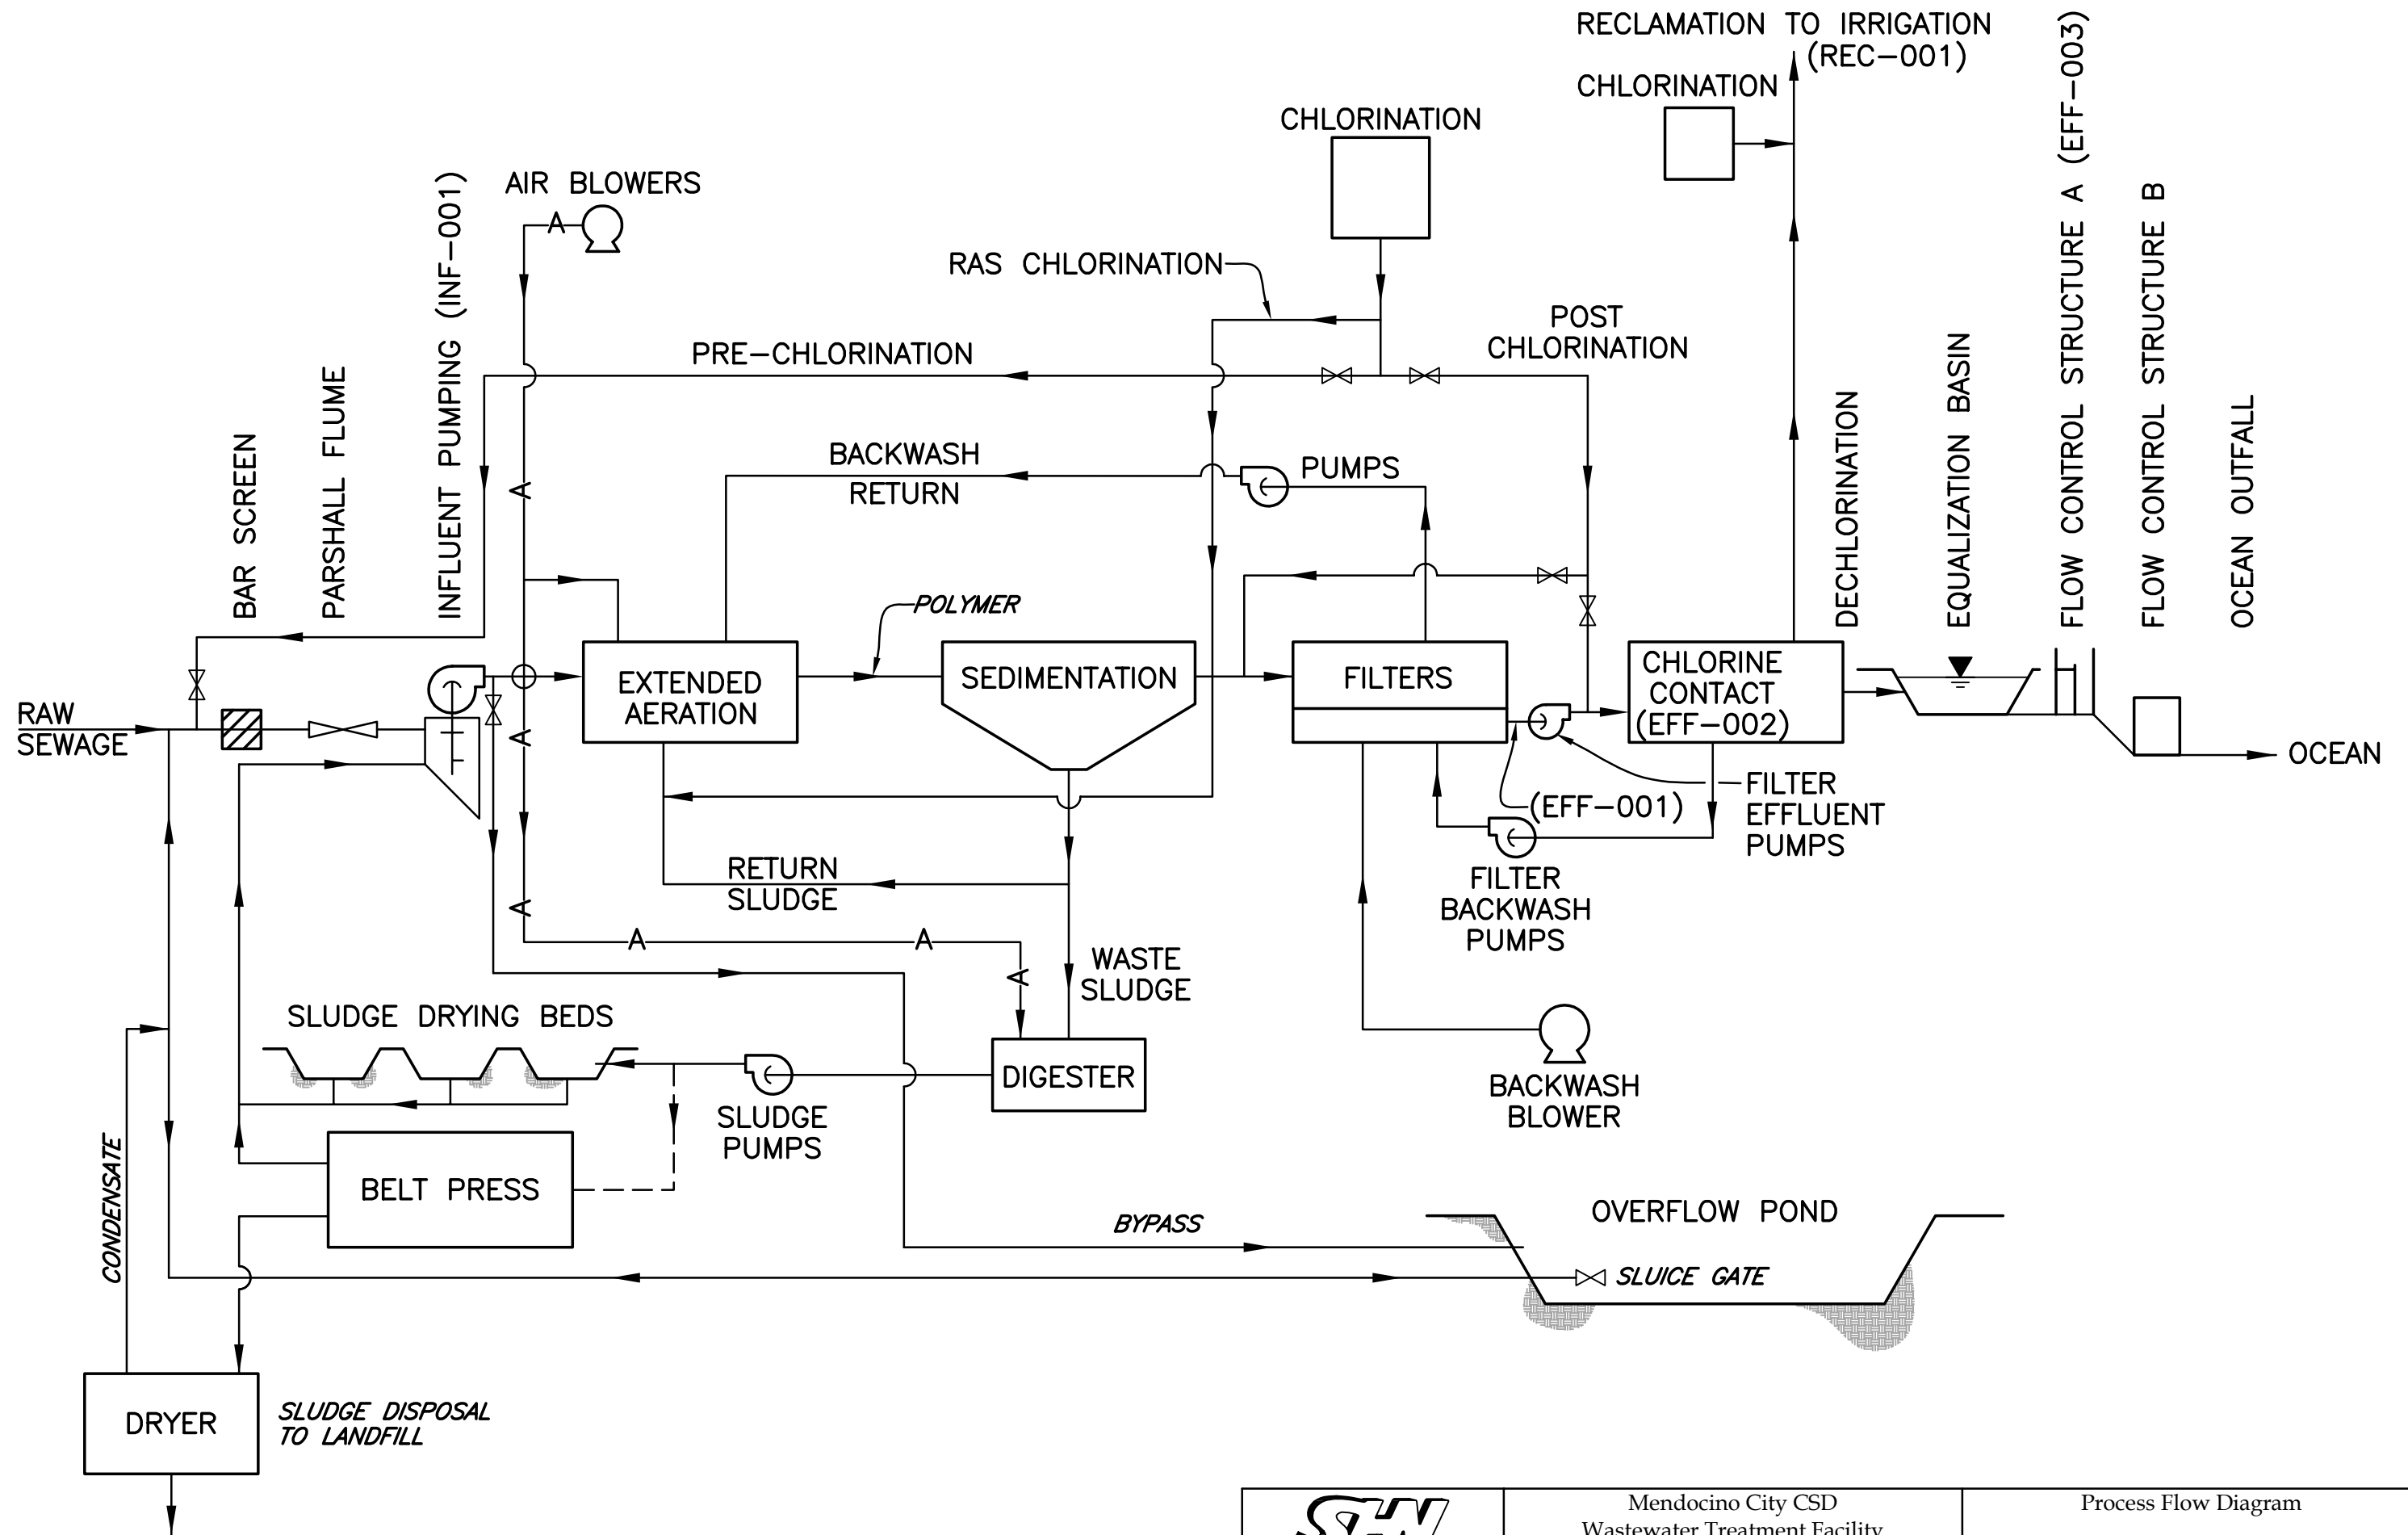 RECLAMATION TO IRRIGATION
(REC-001)
CHLORINATION
CHLORINATION
AIR BLOWERS
A
RAS CHLORINATION
POST
CHLORINATION
PRE-CHLORINATION
BACKWASH
RETURN
PUMPS
A
BAR SCREEN
PARSHALL FLUME
INFLUENT PUMPING (INF-001)
DECHLORINATION
EQUALIZATION BASIN
FLOW CONTROL STRUCTURE A (EFF-003)
FLOW CONTROL STRUCTURE B
OCEAN OUTFALL
POLYMER
RAW
SEWAGE
A
EXTENDED
AERATION
SEDIMENTATION
FILTERS
CHLORINE
CONTACT
(EFF-002)
OCEAN
(EFF-001)
FILTER
EFFLUENT
PUMPS
RETURN
SLUDGE
A
FILTER
BACKWASH
PUMPS
A
A
A
WASTE
SLUDGE
SLUDGE DRYING BEDS
DIGESTER
SLUDGE
PUMPS
BACKWASH
BLOWER
CONDENSATE
BELT PRESS
BYPASS
OVERFLOW POND
SLUICE GATE
DRYER
SLUDGE DISPOSAL
TO LANDFILL
Mendocino City CSD
Wastewater Treatment Facility
Process Flow Diagram